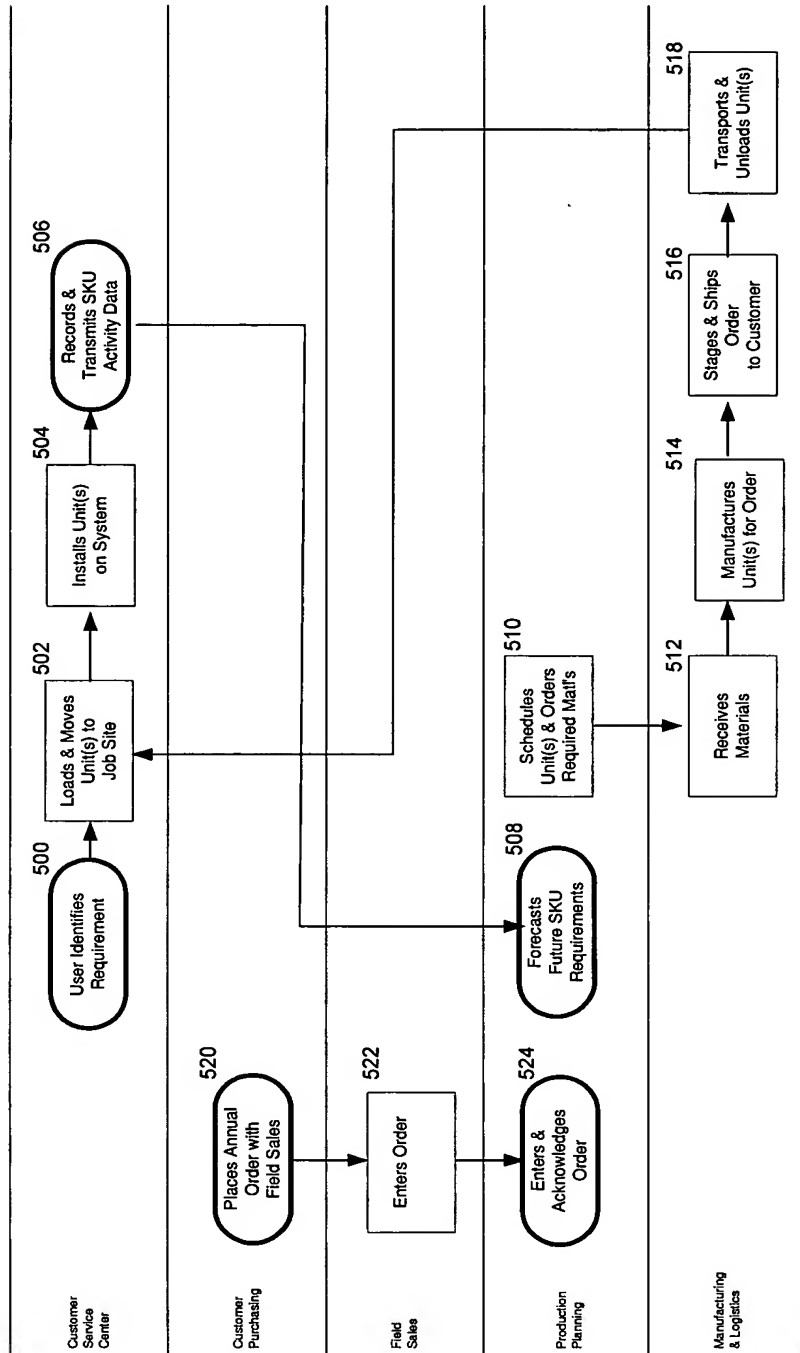 Customer
Service
Center
500
User Identifies
Requirement
502
Loads & Moves
Unit(s) to
Job Site
504
Installs Unit(s)
on System
506
Records &
Transmits SKU
Activity Data
Customer
Purchasing
520
Places Annual
Order with
Field Sales
Field
Sales
522
Enters Order
Production
Planning
524
Enters &
Acknowledges
Order
508
Forecasts
Future SKU
Requirements
510
Schedules
Unit(s) & Orders
Required Matl's
Manufacturing
& Logistics
512
Receives
Materials
514
Manufactures
Unit(s) for Order
516
Stages & Ships
Order
to Customer
518
Transports &
Unloads Unit(s)